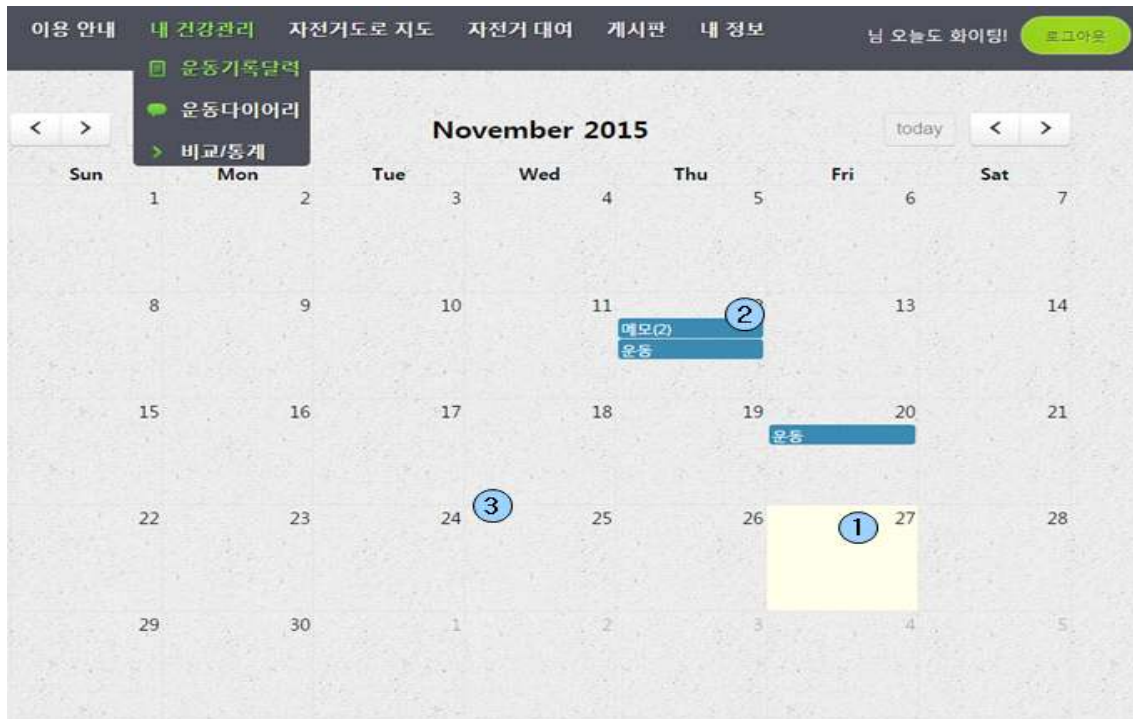 이용 안내 내 건강관리 자전거도로 지도 자전거 대여 게시판 내 정보 님 오늘도 화이팅! 로그아웃
운동기록달력
운동다이어리
비교/통계
< > November 2015 today < >
Sun Mon Tue Wed Thu Fri Sat
1 2 3 4 5 6 7
8 9 10 11 ② 13 14
메모(2)
운동
15 16 17 18 19 20 21
운동
22 23 24 ③ 25 26 ① 27 28
29 30 1 2 3 4 5